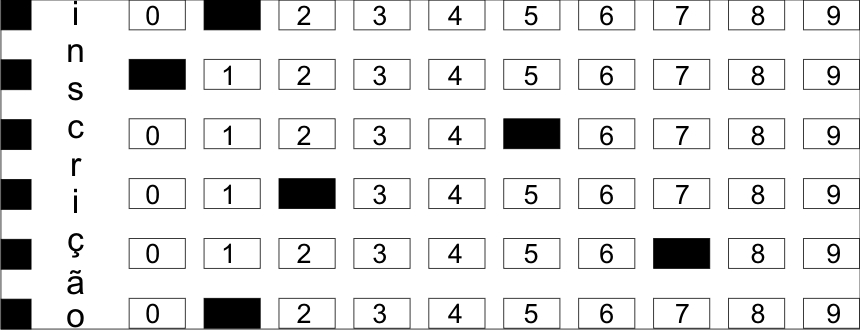 inscrição
0 2 3 4 5 6 7 8 9
1 2 3 4 5 6 7 8 9
0 1 2 3 4 6 7 8 9
0 1 3 4 5 6 7 8 9
0 1 2 3 4 5 6 8 9
0 2 3 4 5 6 7 8 9